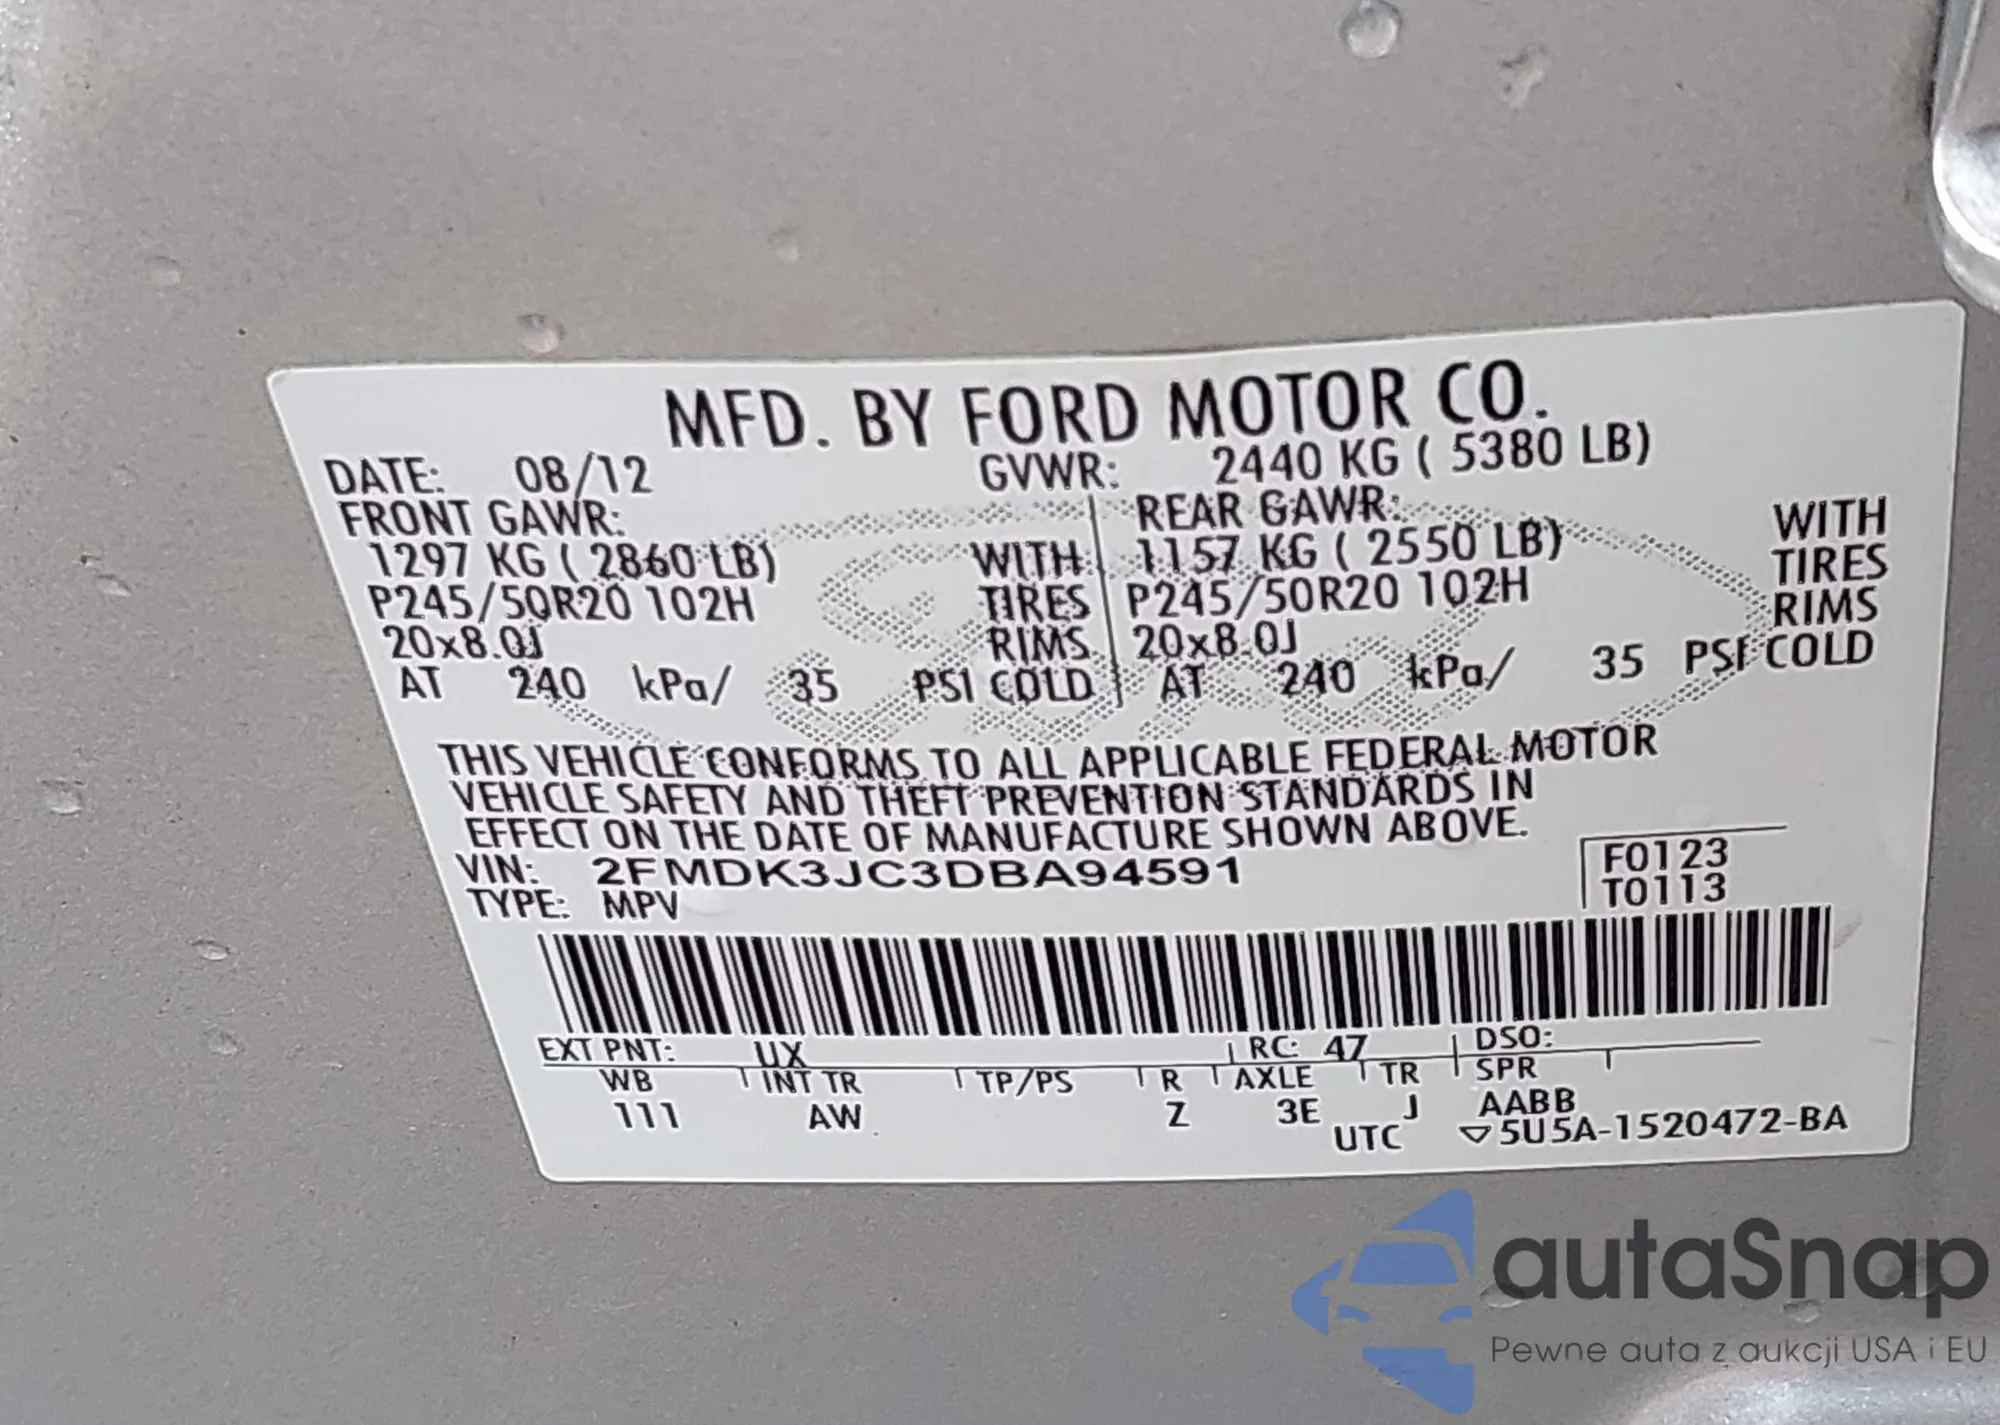 MFD. BY FORD MOTOR CO.
DATE: 08/12 GVWR: 2440 KG ( 5380 LB)
FRONT GAWR: REAR GAWR: WITH
1297 KG ( 2860 LB) WITH 1157 KG ( 2550 LB) TIRES
P245/50R20 102H TIRES P245/50R20 102H RIMS
20x8.0J RIMS 20x8.0J
AT 240 kPa/ 35 PSI COLD AT 240 kPa/ 35 PSI COLD
THIS VEHICLE CONFORMS TO ALL APPLICABLE FEDERAL MOTOR
VEHICLE SAFETY AND THEFT PREVENTION STANDARDS IN
EFFECT ON THE DATE OF MANUFACTURE SHOWN ABOVE.
VIN: 2FMDK3JC3DBA94591 F0123
TYPE: MPV T0113
EXT PNT: UX RC: 47 DSO:
WB INT TR TP/PS R AXLE TR SPR
111 AW Z 3E J AABB
UTC ▽5U5A-1520472-BA
autaSnap
Pewne auta z aukcji USA i EU